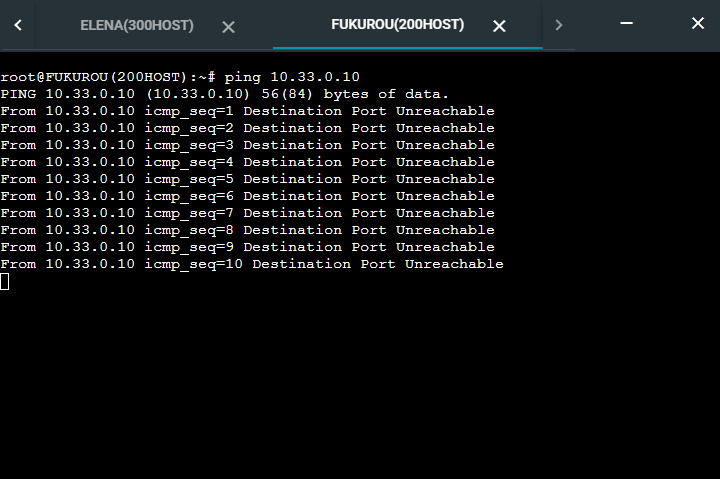 ELENA(300HOST) FUKUROU(200HOST)
root@FUKUROU(200HOST):~# ping 10.33.0.10
PING 10.33.0.10 (10.33.0.10) 56(84) bytes of data.
From 10.33.0.10 icmp_seq=1 Destination Port Unreachable
From 10.33.0.10 icmp_seq=2 Destination Port Unreachable
From 10.33.0.10 icmp_seq=3 Destination Port Unreachable
From 10.33.0.10 icmp_seq=4 Destination Port Unreachable
From 10.33.0.10 icmp_seq=5 Destination Port Unreachable
From 10.33.0.10 icmp_seq=6 Destination Port Unreachable
From 10.33.0.10 icmp_seq=7 Destination Port Unreachable
From 10.33.0.10 icmp_seq=8 Destination Port Unreachable
From 10.33.0.10 icmp_seq=9 Destination Port Unreachable
From 10.33.0.10 icmp_seq=10 Destination Port Unreachable